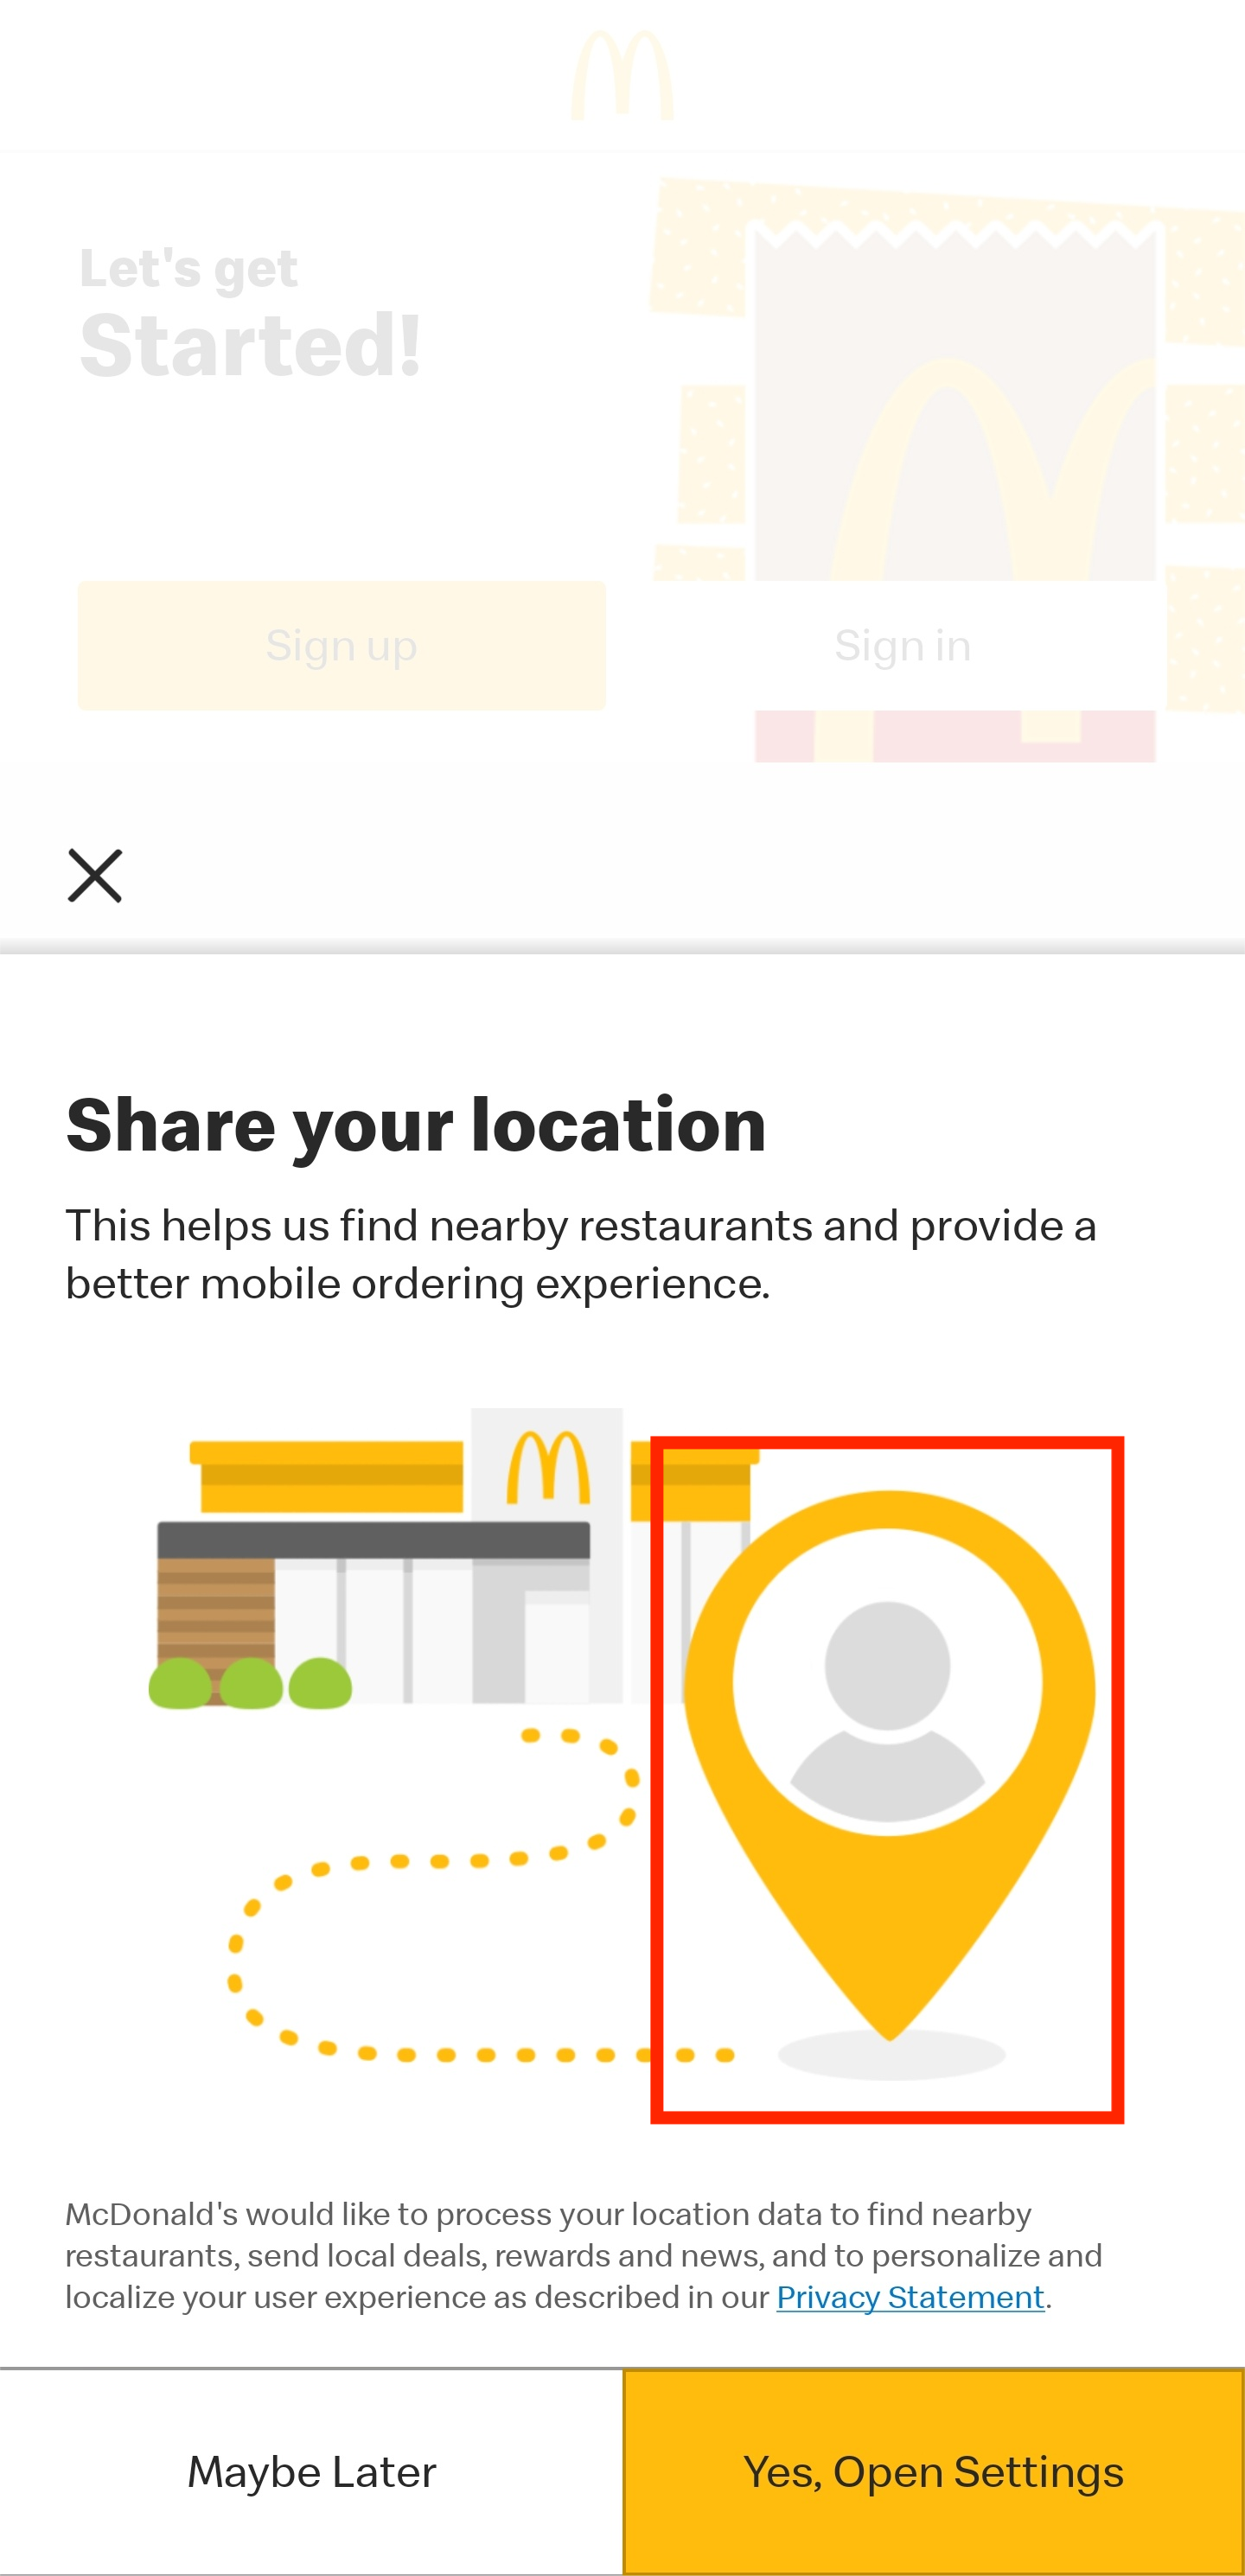 Let's get
Started!
Sign up
Sign in
Share your location
This helps us find nearby restaurants and provide a
better mobile ordering experience.
McDonald's would like to process your location data to find nearby
restaurants, send local deals, rewards and news, and to personalize and
localize your user experience as described in our Privacy Statement.
Maybe Later
Yes, Open Settings